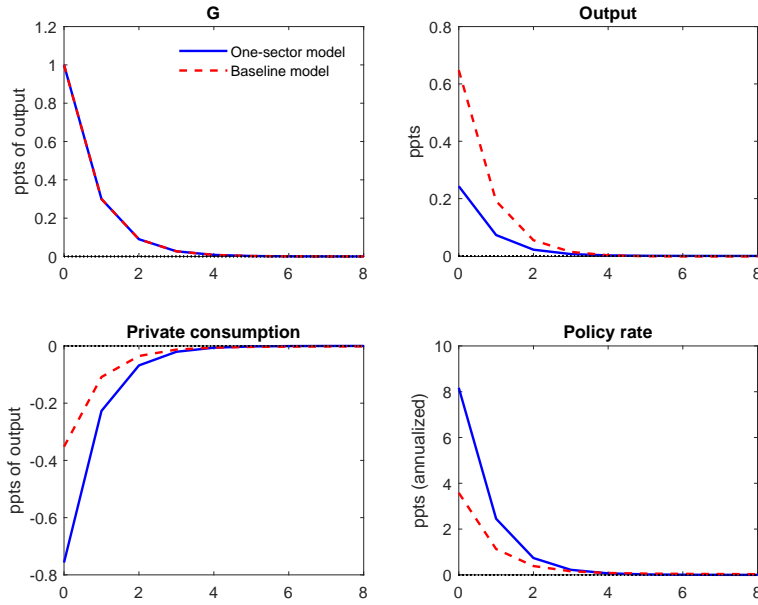 G
1.2
1
0.8
0.6
0.4
0.2
0
0 2 4 6 8
ppts of output
One-sector model
Baseline model
Output
0.8
0.6
0.4
0.2
0
0 2 4 6 8
ppts
Private consumption
0
-0.2
-0.4
-0.6
-0.8
0 2 4 6 8
ppts of output
Policy rate
10
8
6
4
2
0
0 2 4 6 8
ppts (annualized)